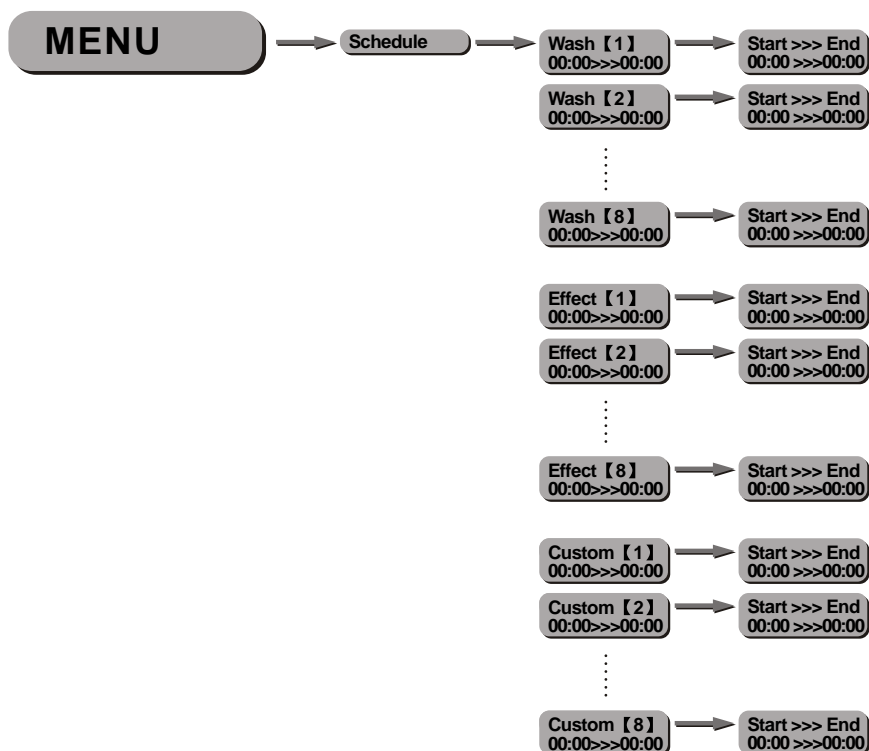 MENU
Schedule
Wash【1】
00:00>>>00:00
Start >>> End
00:00 >>>00:00
Wash【2】
00:00>>>00:00
Start >>> End
00:00 >>>00:00
Wash【8】
00:00>>>00:00
Start >>> End
00:00 >>>00:00
Effect【1】
00:00>>>00:00
Start >>> End
00:00 >>>00:00
Effect【2】
00:00>>>00:00
Start >>> End
00:00 >>>00:00
Effect【8】
00:00>>>00:00
Start >>> End
00:00 >>>00:00
Custom【1】
00:00>>>00:00
Start >>> End
00:00 >>>00:00
Custom【2】
00:00>>>00:00
Start >>> End
00:00 >>>00:00
Custom【8】
00:00>>>00:00
Start >>> End
00:00 >>>00:00